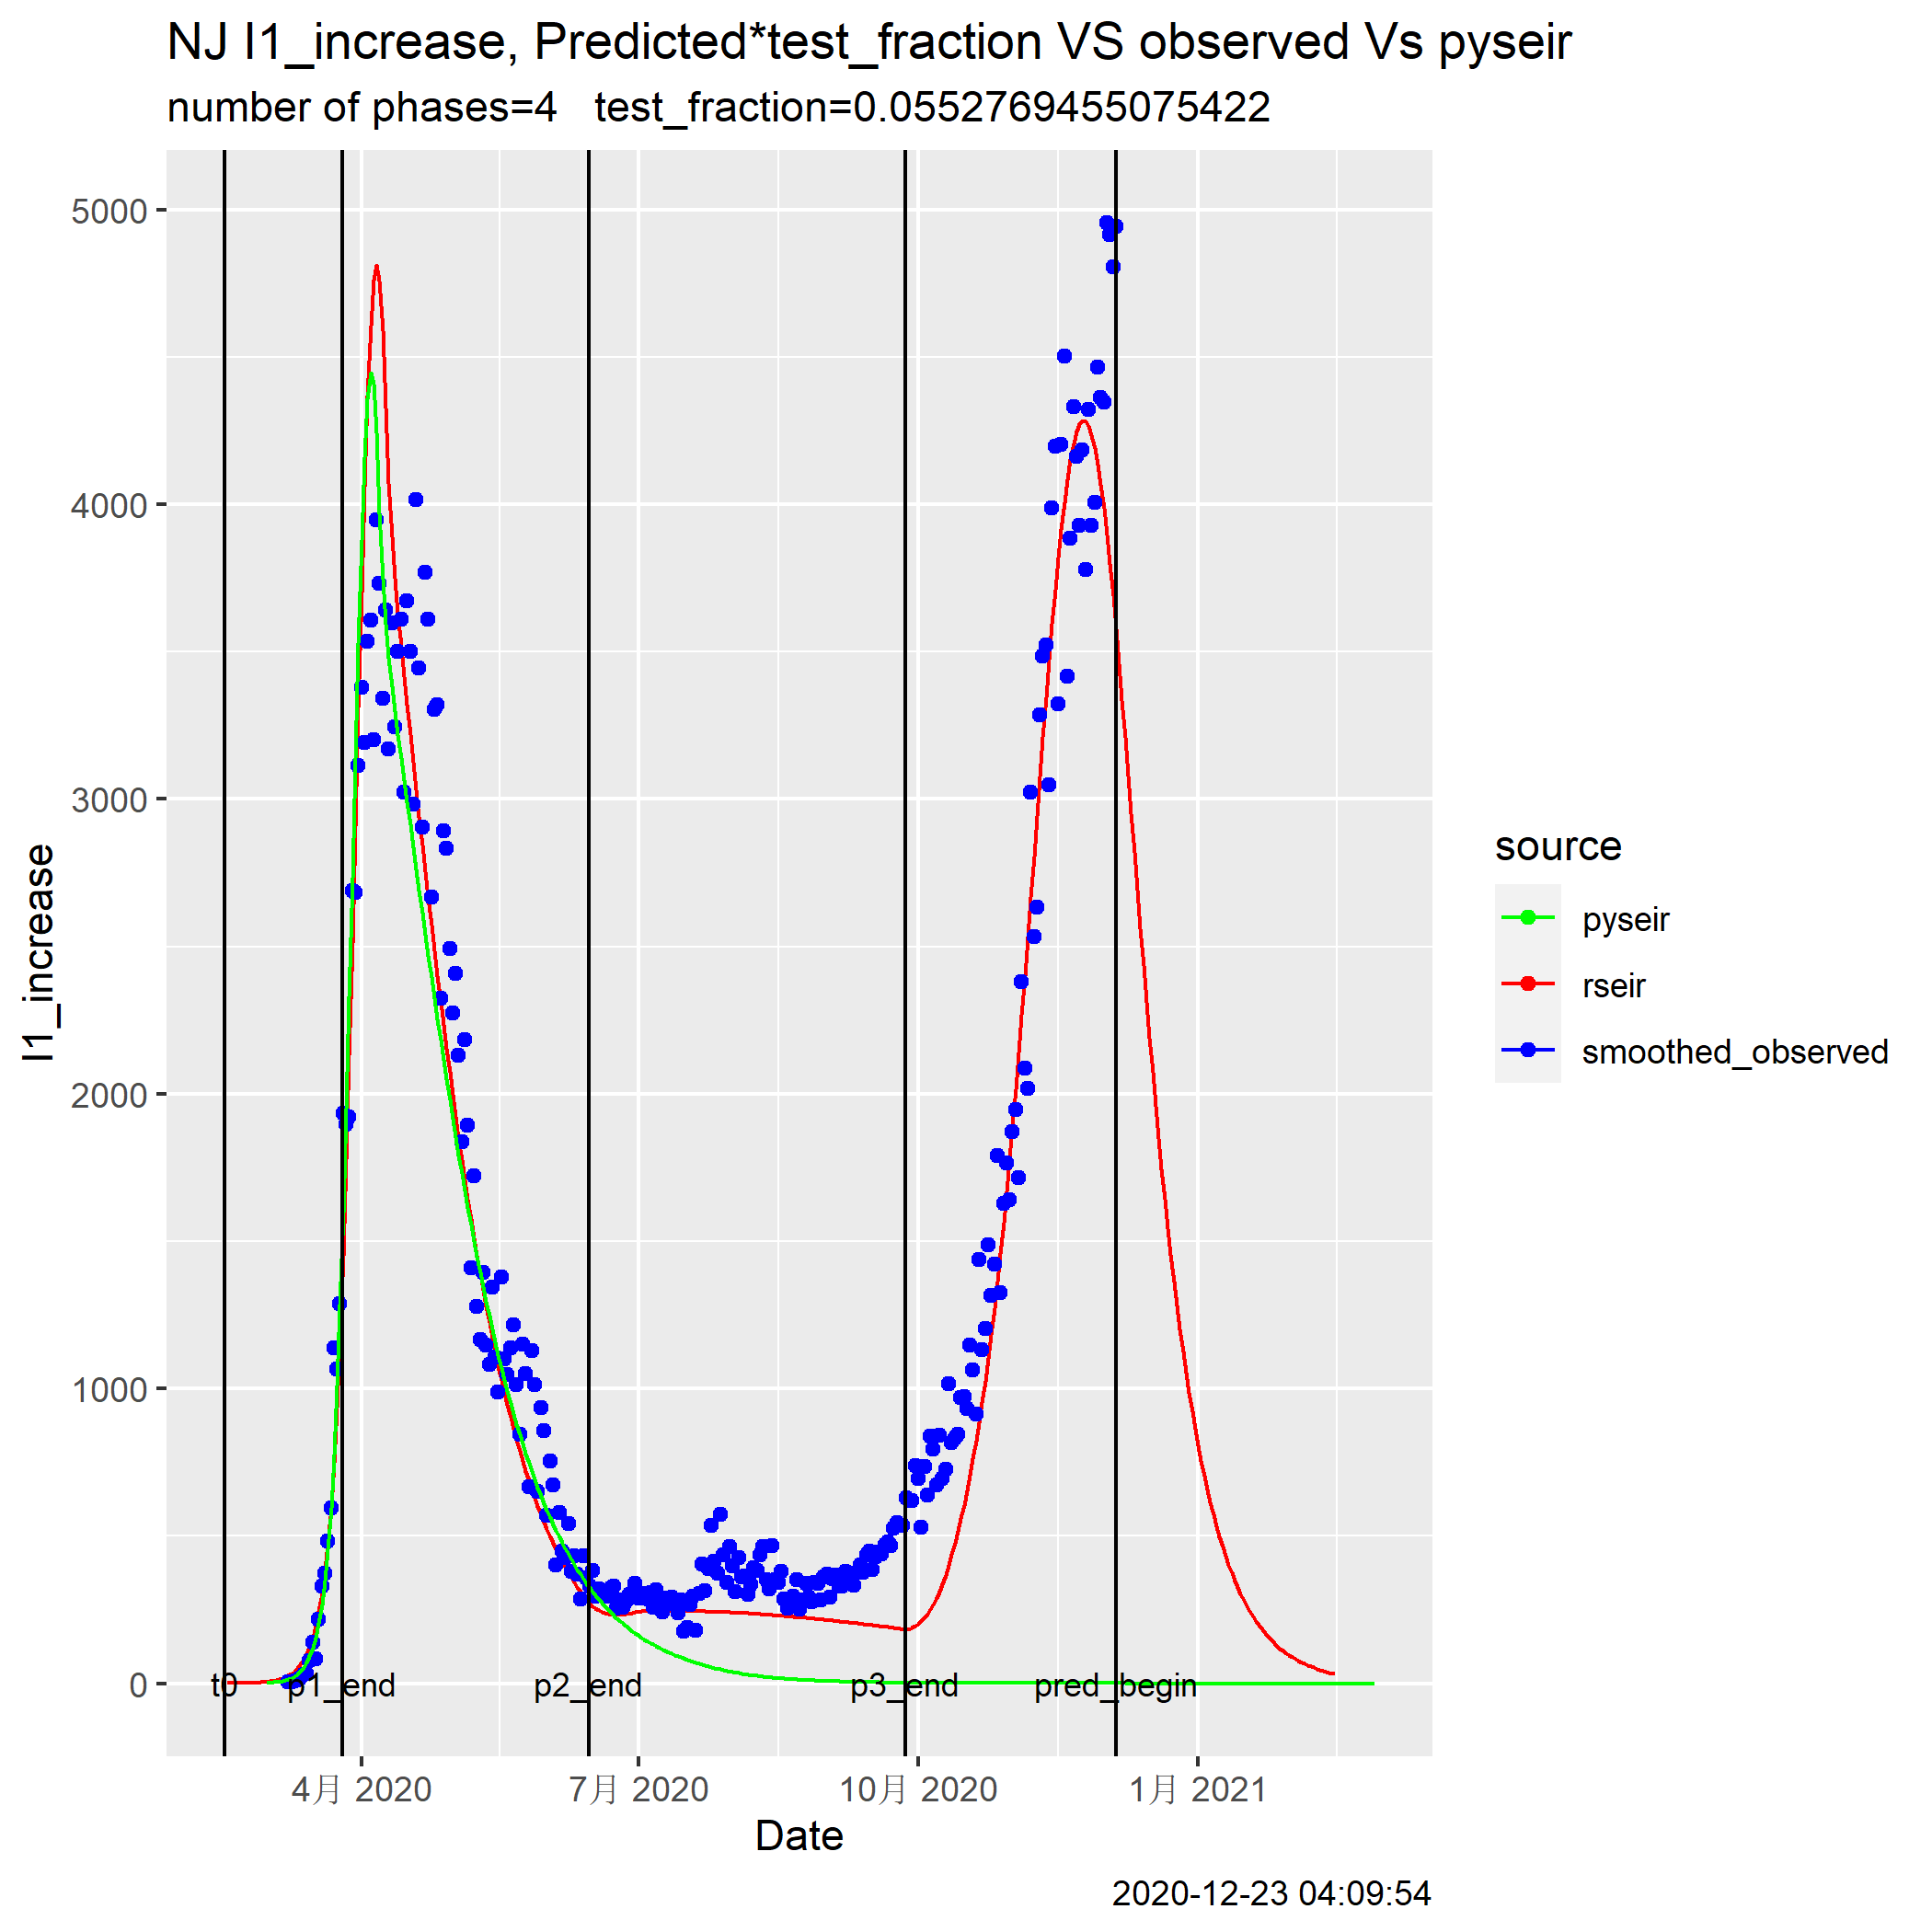 NJ I1_increase, Predicted*test_fraction VS observed Vs pyseir
number of phases=4   test_fraction=0.0552769455075422
I1_increase
5000
4000
3000
2000
1000
0
t0
p1_end
p2_end
p3_end
pred_begin
4月 2020
7月 2020
10月 2020
1月 2021
Date
source
pyseir
rseir
smoothed_observed
2020-12-23 04:09:54